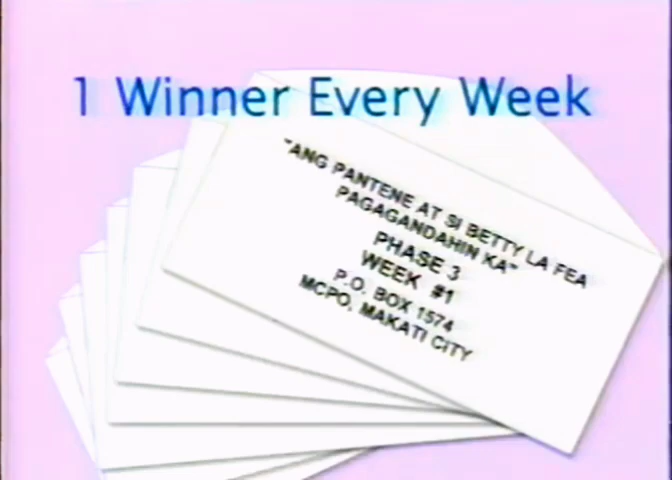 1 Winner Every Week
"ANG PANTENE AT SI BETTY LA FEA
PAGAGANDAHIN KA"
PHASE 3
WEEK #1
P.O. BOX 1574
MCPO, MAKATI CITY